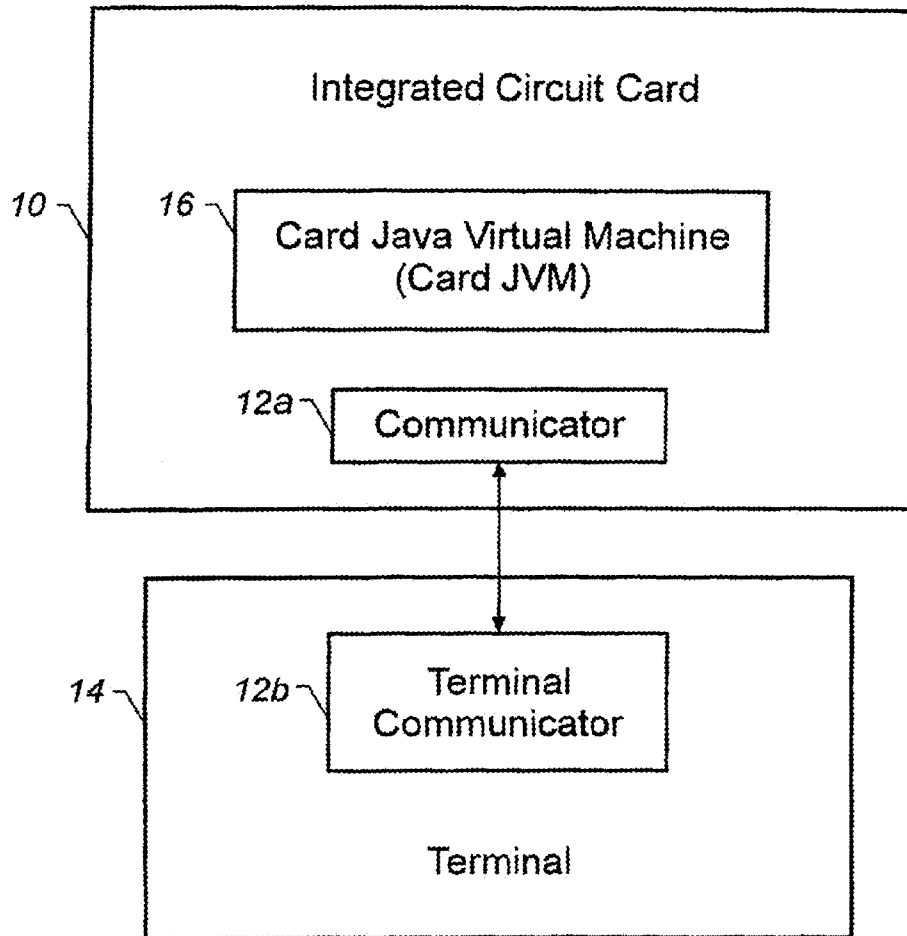 Integrated Circuit Card
10
16
Card Java Virtual Machine
(Card JVM)
12a
Communicator
14
12b
Terminal
Communicator
Terminal